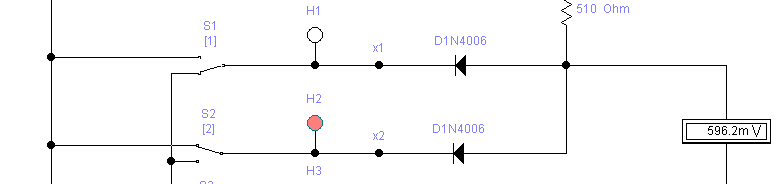 510 Ohm
H1
S1
[1]
x1
D1N4006
H2
S2
[2]
x2
D1N4006
596.2m V
H3